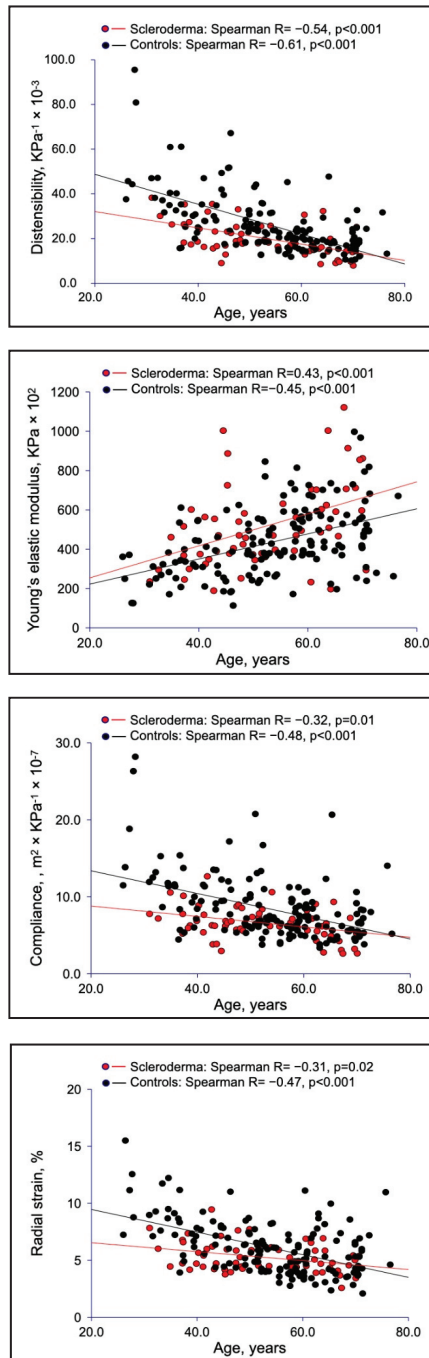 Scleroderma: Spearman R= −0.54, p<0.001
Controls: Spearman R= −0.61, p<0.001
100.0
80.0
60.0
40.0
20.0
0.0
Distensibility, KPa⁻¹ × 10⁻³
20.0 40.0 60.0 80.0
Age, years
Scleroderma: Spearman R=0.43, p<0.001
Controls: Spearman R=−0.45, p<0.001
1200
1000
800
600
400
200
0
Young's elastic modulus, KPa × 10²
20 40.0 60.0 80.0
Age, years
Scleroderma: Spearman R= −0.32, p=0.01
Controls: Spearman R= −0.48, p<0.001
30.0
20.0
10.0
0.0
Compliance, , m² × KPa⁻¹ × 10⁻⁷
20.0 40.0 60.0 80.0
Age, years
Scleroderma: Spearman R= −0.31, p=0.02
Controls: Spearman R= −0.47, p<0.001
20
15
10
5
0
Radial strain, %
20.0 40.0 60.0 80.0
Age, years